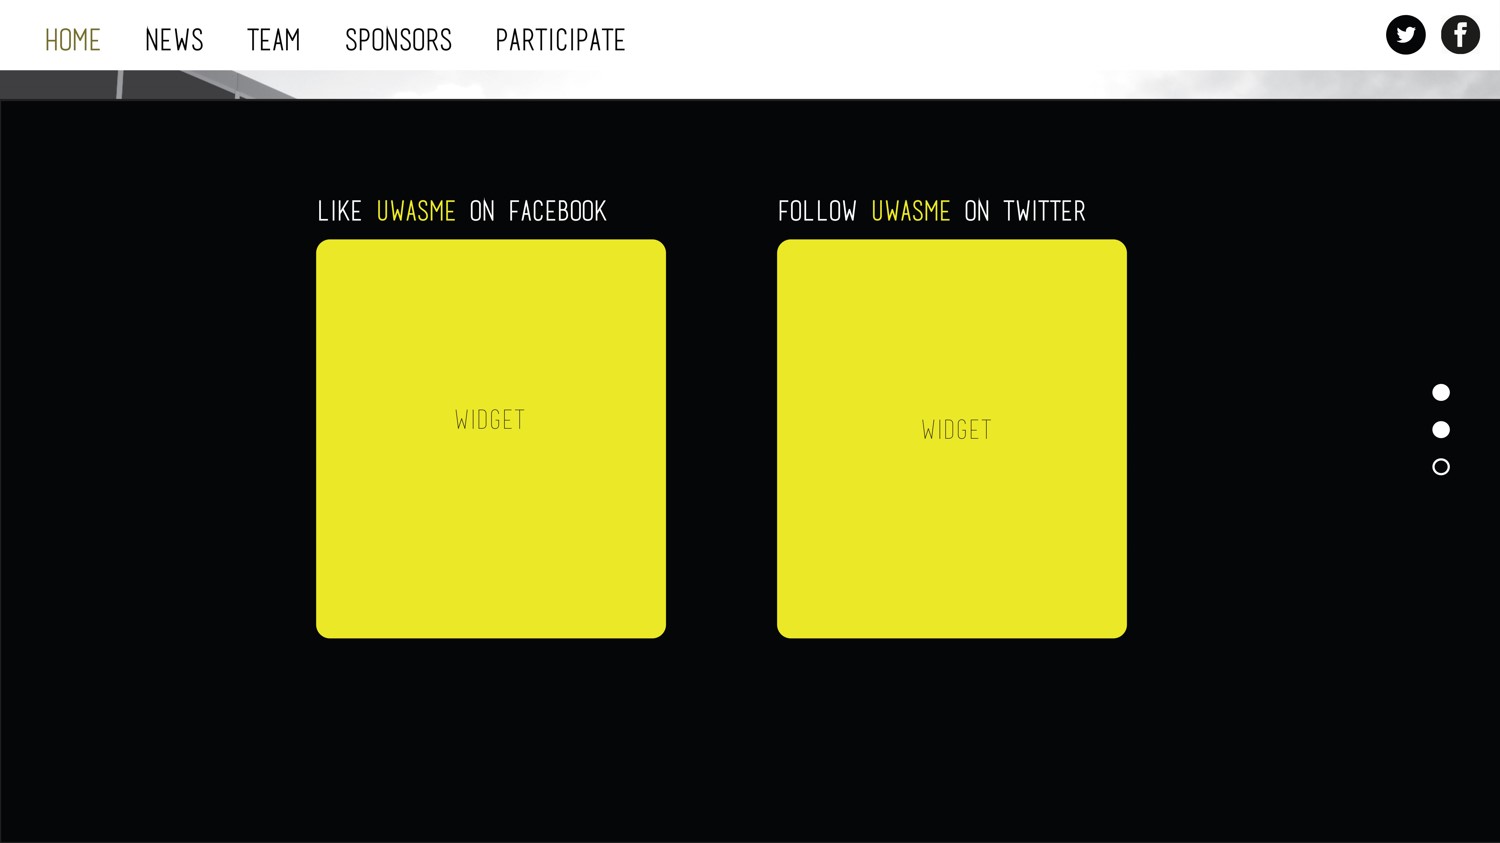 HOME NEWS TEAM SPONSORS PARTICIPATE
LIKE UWASME ON FACEBOOK
WIDGET
FOLLOW UWASME ON TWITTER
WIDGET